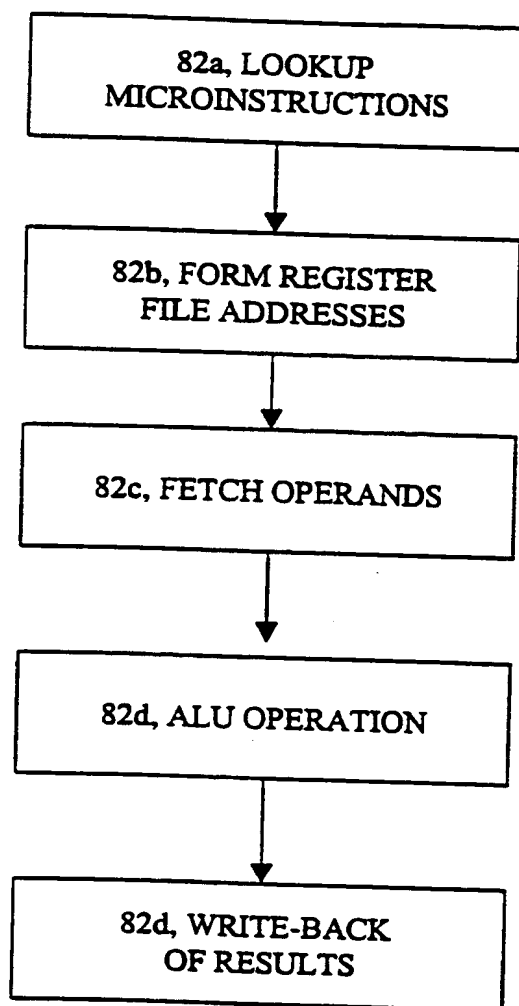 82a, LOOKUP
MICROINSTRUCTIONS
82b, FORM REGISTER
FILE ADDRESSES
82c, FETCH OPERANDS
82d, ALU OPERATION
82d, WRITE-BACK
OF RESULTS